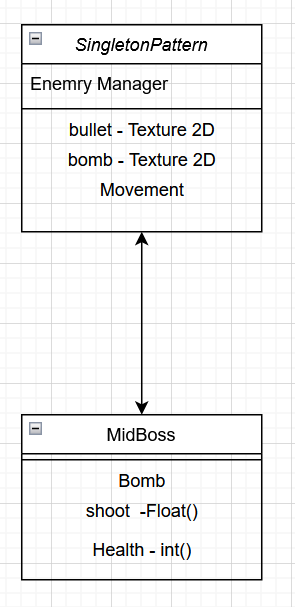 SingletonPattern
Enemry Manager
bullet - Texture 2D
bomb - Texture 2D
Movement
MidBoss
Bomb
shoot -Float()
Health - int()